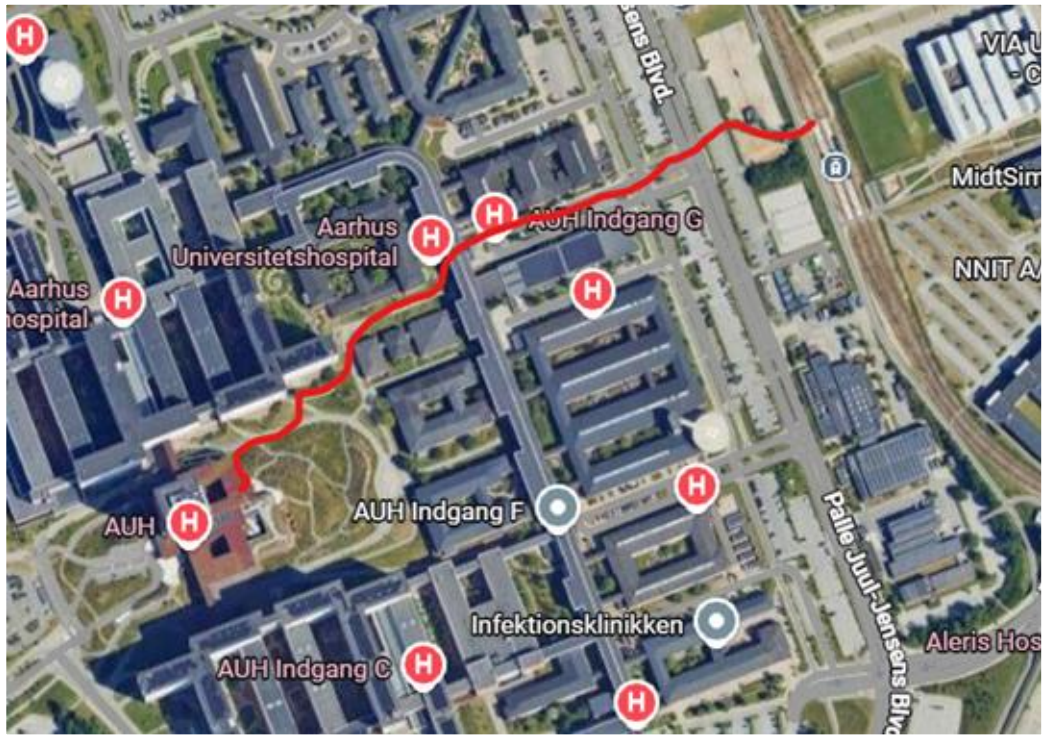 H
sens Blvd.
VIA U
- C
MidtSim
H
AUH Indgang G
Aarhus
Universitetshospital
H
H
Aarhus
hospital
H
NNIT A/
AUH
H
AUH Indgang F
H
Palle Juul-Jensens Blvd
Infektionsklinikken
Aleris Hos
AUH Indgang C
H
H